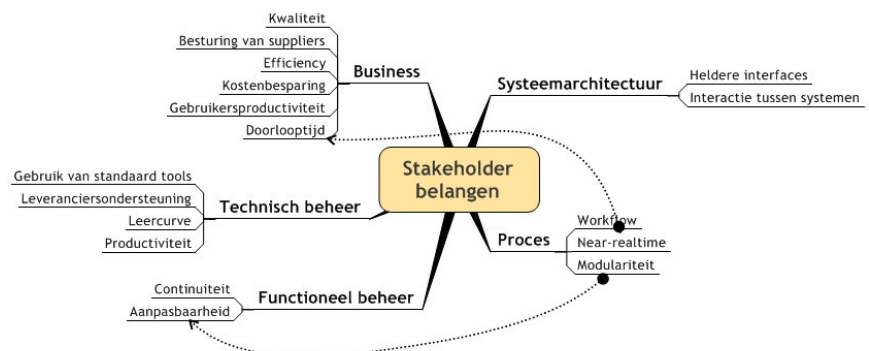 Kwaliteit
Besturing van suppliers
Efficiency
Kostenbesparing
Gebruikersproductiviteit
Doorlooptijd
Business
Systeemarchitectuur
Heldere interfaces
Interactie tussen systemen
Stakeholder
belangen
Gebruik van standaard tools
Leveranciersondersteuning
Leercurve
Productiviteit
Technisch beheer
Proces
Workflow
Near-realtime
Modulariteit
Continuiteit
Aanpasbaarheid
Functioneel beheer